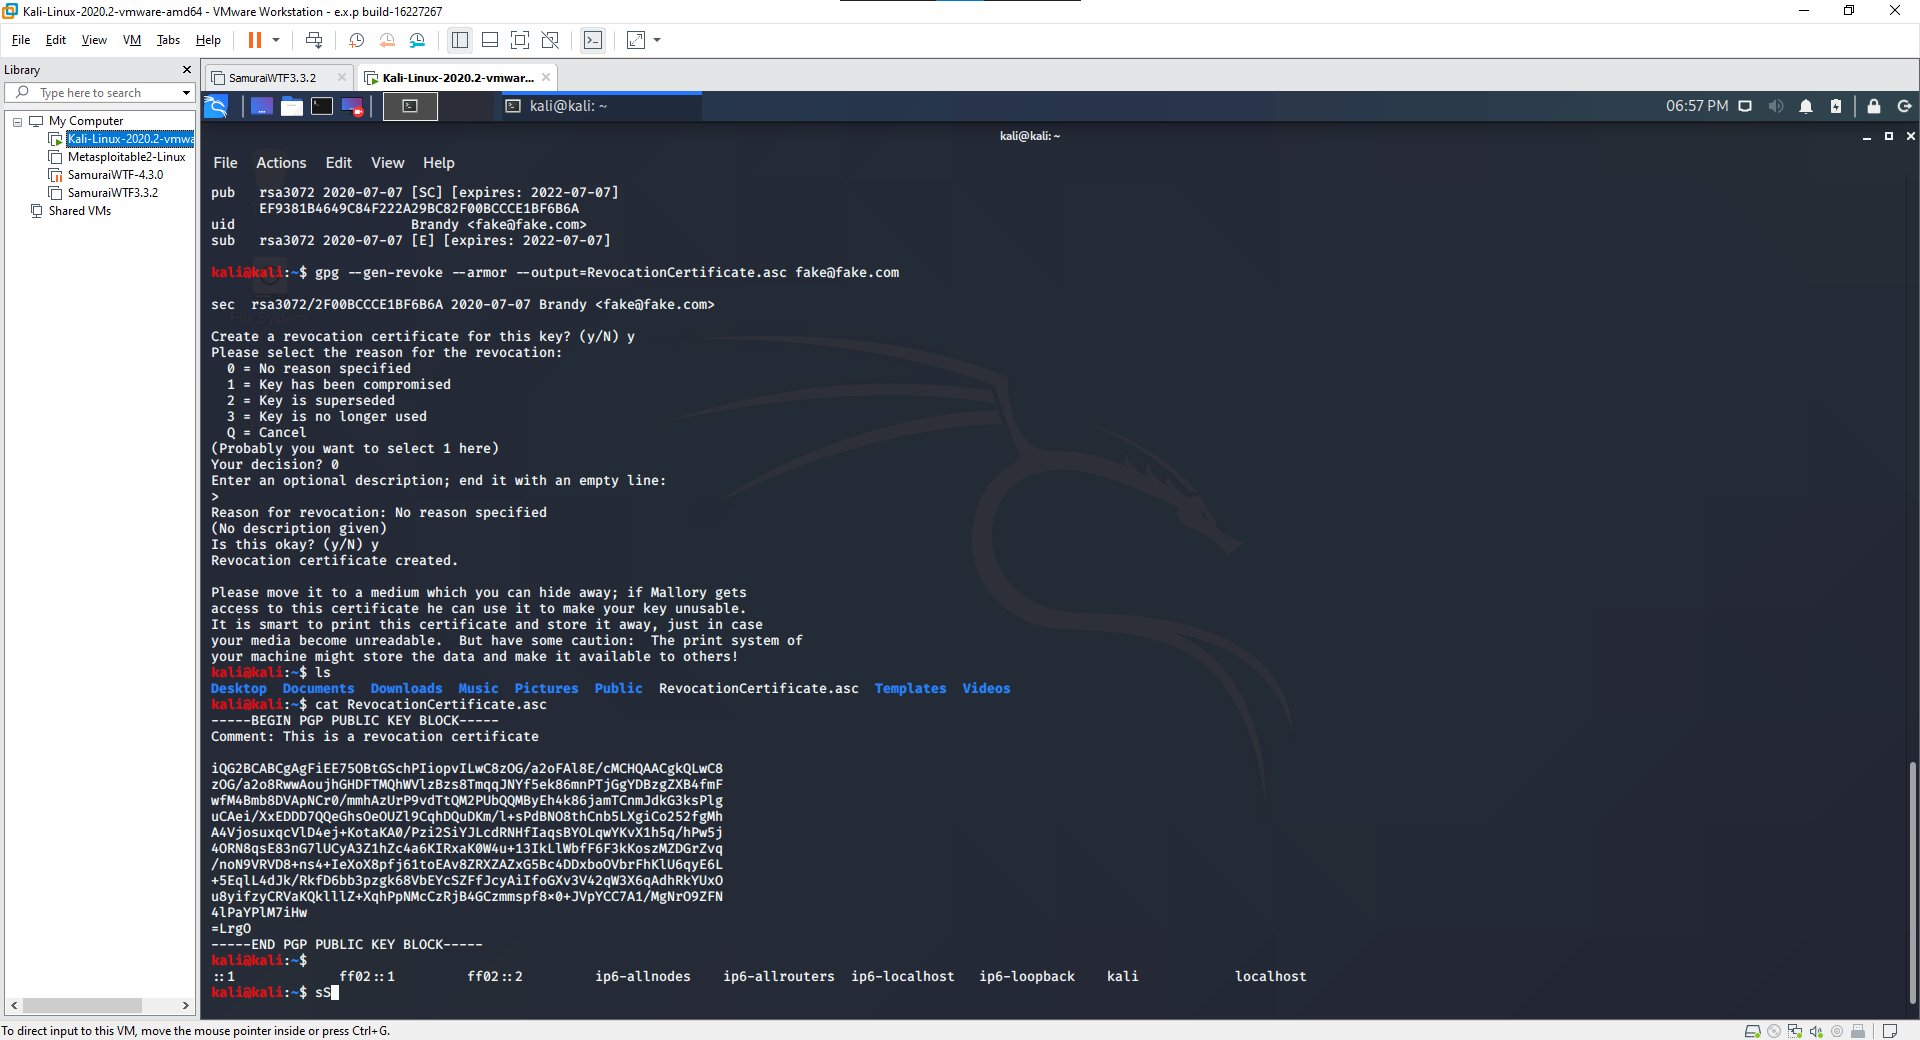 Kali-Linux-2020.2-vmware-amd64 - VMware Workstation - e.x.p build-16227267
File Edit View VM Tabs Help
Library
Type here to search
My Computer
Kali-Linux-2020.2-vmwa
Metasploitable2-Linux
SamuraiWTF-4.3.0
SamuraiWTF3.3.2
Shared VMs
SamuraiWTF3.3.2
Kali-Linux-2020.2-vmwar...
kali@kali: ~
06:57 PM
kali@kali: ~
File Actions Edit View Help
pub   rsa3072 2020-07-07 [SC] [expires: 2022-07-07]
      EF9381B4649C84F222A29BC82F00BCCCE1BF6B6A
uid                      Brandy <fake@fake.com>
sub   rsa3072 2020-07-07 [E] [expires: 2022-07-07]
kali@kali:~$ gpg --gen-revoke --armor --output=RevocationCertificate.asc fake@fake.com
sec  rsa3072/2F00BCCCE1BF6B6A 2020-07-07 Brandy <fake@fake.com>
File System
Create a revocation certificate for this key? (y/N) y
Please select the reason for the revocation:
  0 = No reason specified
  1 = Key has been compromised
  2 = Key is superseded
  3 = Key is no longer used
  Q = Cancel
(Probably you want to select 1 here)
Your decision? 0
Enter an optional description; end it with an empty line:
>
Reason for revocation: No reason specified
(No description given)
Is this okay? (y/N) y
Revocation certificate created.
Please move it to a medium which you can hide away; if Mallory gets
access to this certificate he can use it to make your key unusable.
It is smart to print this certificate and store it away, just in case
your media become unreadable.  But have some caution:  The print system of
your machine might store the data and make it available to others!
kali@kali:~$ ls
Desktop  Documents  Downloads  Music  Pictures  Public  RevocationCertificate.asc  Templates  Videos
kali@kali:~$ cat RevocationCertificate.asc
-----BEGIN PGP PUBLIC KEY BLOCK-----
Comment: This is a revocation certificate
iQG2BCABCgAgFiEE75OBtGSchPIiopvILwC8zOG/a2oFAl8E/cMCHQAACgkQLwC8
zOG/a2o8RwwAoujhGHDFTMQhWVlzBzs8TmqqJNYf5ek86mnPTjGgYDBzgZXB4fmF
wfM4Bmb8DVApNCr0/mmhAzUrP9vdTtQM2PUbQQMByEh4k86jamTCnmJdkG3ksPlg
uCAei/XxEDDD7QQeGhsOeOUZl9CqhDQuDKm/l+sPdBNO8thCnb5LXgiCo252fgMh
A4VjosuxqcVlD4ej+KotaKA0/Pzi2SiYJLcdRNHfIaqsBYOLqwYKvX1h5q/hPw5j
4ORN8qsE83nG7lUCyA3Z1hZc4a6KIRxaK0W4u+13IkLlWbfF6F3kKoszMZDGrZvq
/noN9VRVD8+ns4+IeXoX8pfj61toEAv8ZRXZAZxG5Bc4DDxboOVbrFhKlU6qyE6L
+5EqlL4dJk/RkfD6bb3pzgk68VbEYcSZFfJcyAiIfoGXv3V42qW3X6qAdhRkYUxO
u8yifzyCRVaKQklllZ+XqhPpNMcCzRjB4GCzmmspf8×0+JVpYCC7A1/MgNrO9ZFN
4lPaYPlM7iHw
=LrgO
-----END PGP PUBLIC KEY BLOCK-----
kali@kali:~$
::1             ff02::1         ff02::2         ip6-allnodes    ip6-allrouters  ip6-localhost   ip6-loopback    kali            localhost
kali@kali:~$ sS
To direct input to this VM, move the mouse pointer inside or press Ctrl+G.